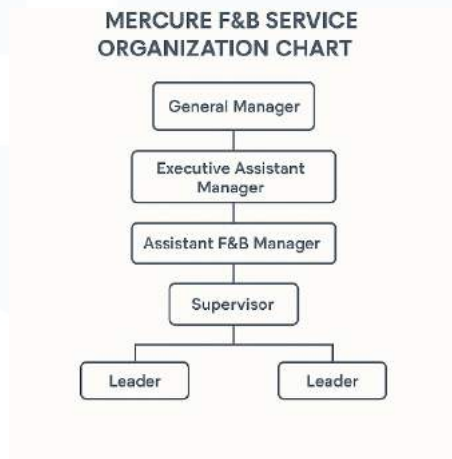 MERCURE F&B SERVICE
ORGANIZATION CHART
General Manager
Executive Assistant
Manager
Assistant F&B Manager
Supervisor
Leader
Leader